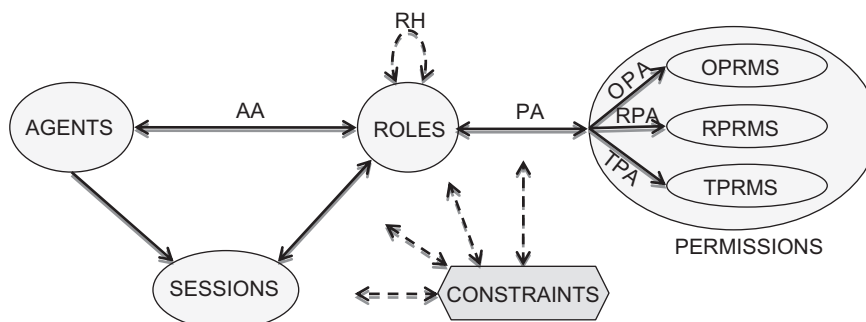 RH
OPA
OPRMS
AGENTS
AA
ROLES
PA
RPA
RPRMS
TPA
TPRMS
PERMISSIONS
SESSIONS
CONSTRAINTS